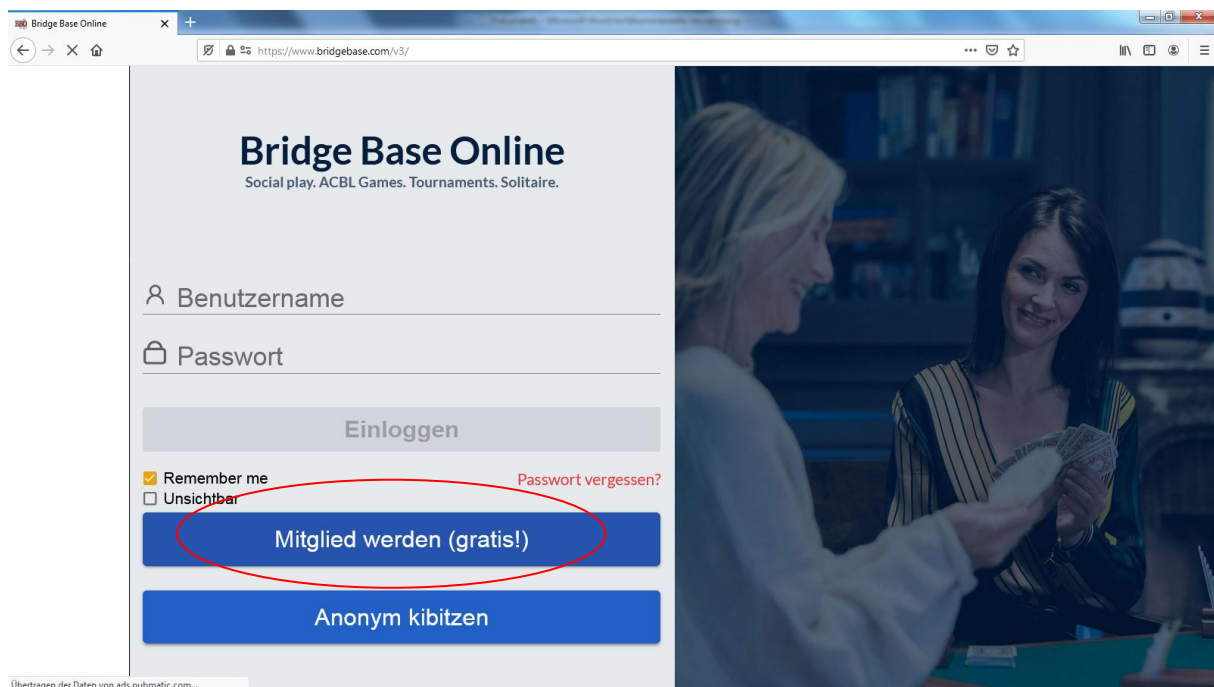 Bridge Base Online
https://www.bridgebase.com/v3/
Bridge Base Online
Social play. ACBL Games. Tournaments. Solitaire.
Benutzername
Passwort
Einloggen
Remember me
Passwort vergessen?
Unsichtbar
Mitglied werden (gratis!)
Anonym kibitzen
Übertragen der Daten von ads.pubmatic.com...